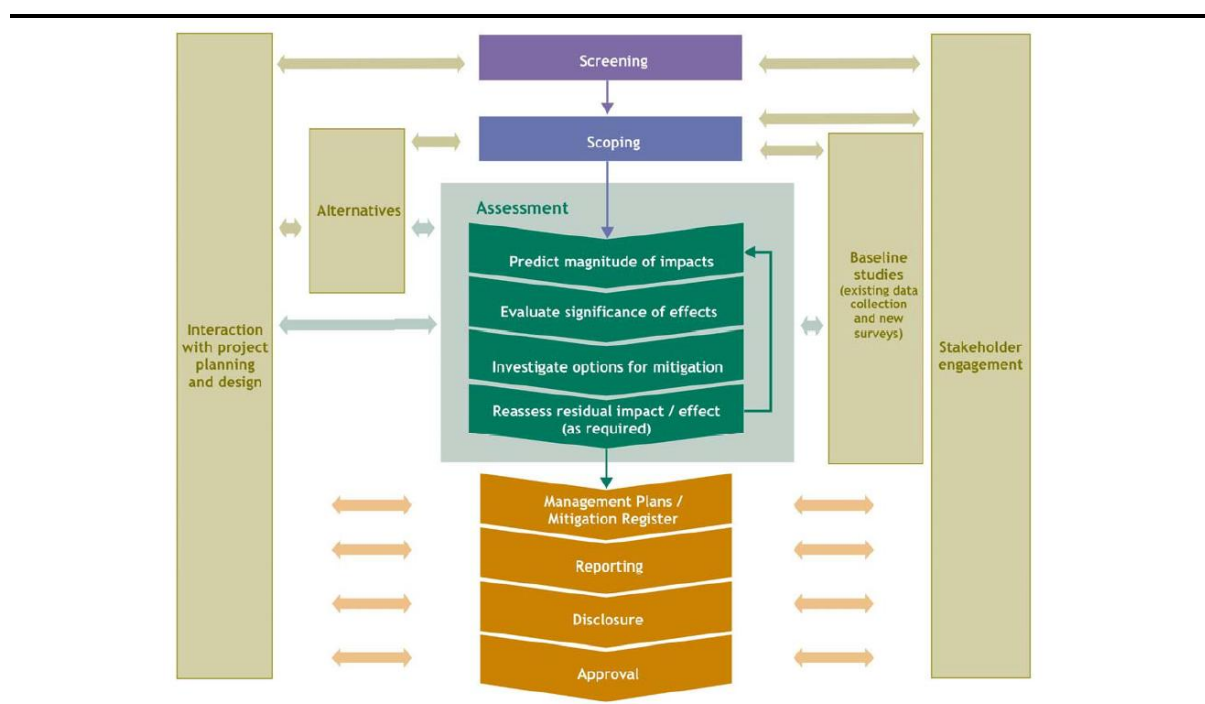 Screening
Scoping
Alternatives
Assessment
Predict magnitude of impacts
Evaluate significance of effects
Investigate options for mitigation
Reassess residual impact / effect
(as required)
Baseline
studies
(existing data
collection
and new
surveys)
Interaction
with project
planning
and design
Stakeholder
engagement
Management Plans /
Mitigation Register
Reporting
Disclosure
Approval